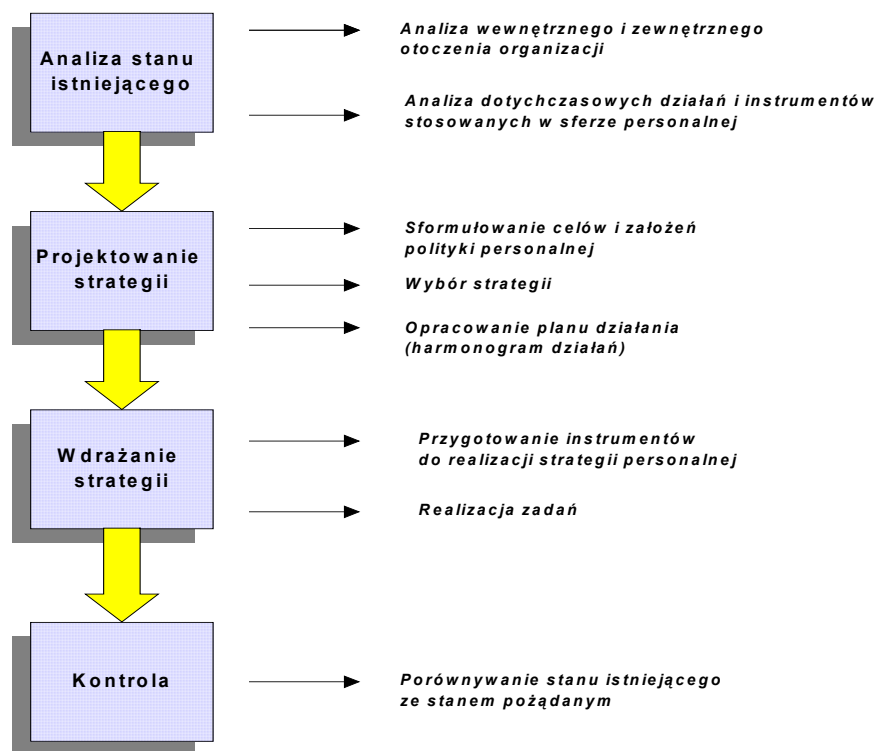 Analiza stanu
istniejącego
Analiza wewnętrznego i zewnętrznego
otoczenia organizacji
Analiza dotychczasowych działań i instrumentów
stosowanych w sferze personalnej
Projektowanie
strategii
Sformułowanie celów i założeń
polityki personalnej
Wybór strategii
Opracowanie planu działania
(harmonogram działań)
Wdrażanie
strategii
Przygotowanie instrumentów
do realizacji strategii personalnej
Realizacja zadań
Kontrola
Porównywanie stanu istniejącego
ze stanem pożądanym